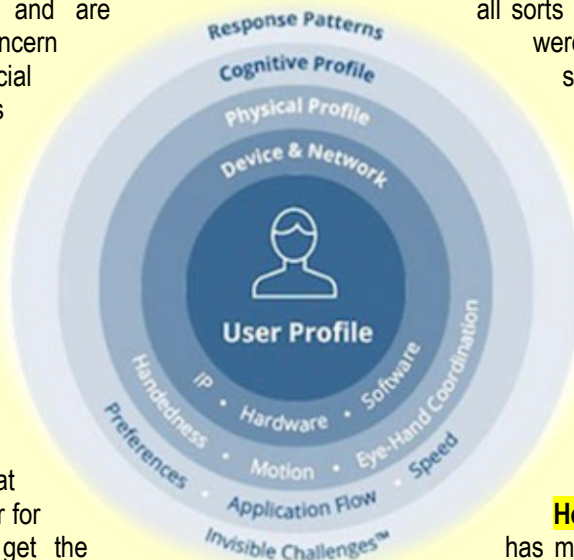 and are
ncern
cial
s
all sorts
were
s
Response Patterns
Cognitive Profile
Physical Profile
Device & Network
User Profile
IP • Hardware • Software
Handedness • Motion • Eye-Hand Coordination
Preferences • Application Flow • Speed
Invisible Challenges™
at
r for
get the
He
has m